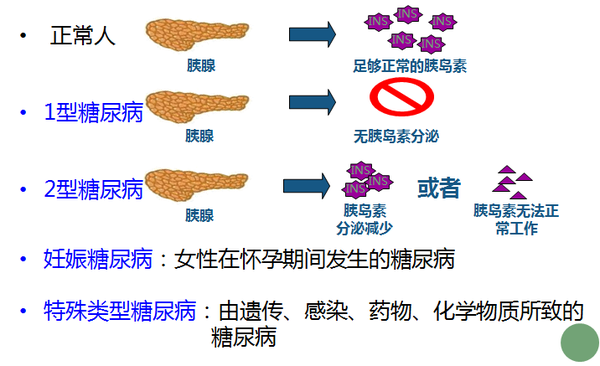 • 正常人
胰腺
INS INS INS INS INS
足够正常的胰岛素
• 1型糖尿病
胰腺
无胰岛素分泌
• 2型糖尿病
胰腺
INS INS INS
胰岛素
分泌减少
或者
胰岛素无法正
常工作
• 妊娠糖尿病：女性在怀孕期间发生的糖尿病
• 特殊类型糖尿病：由遗传、感染、药物、化学物质所致的
糖尿病